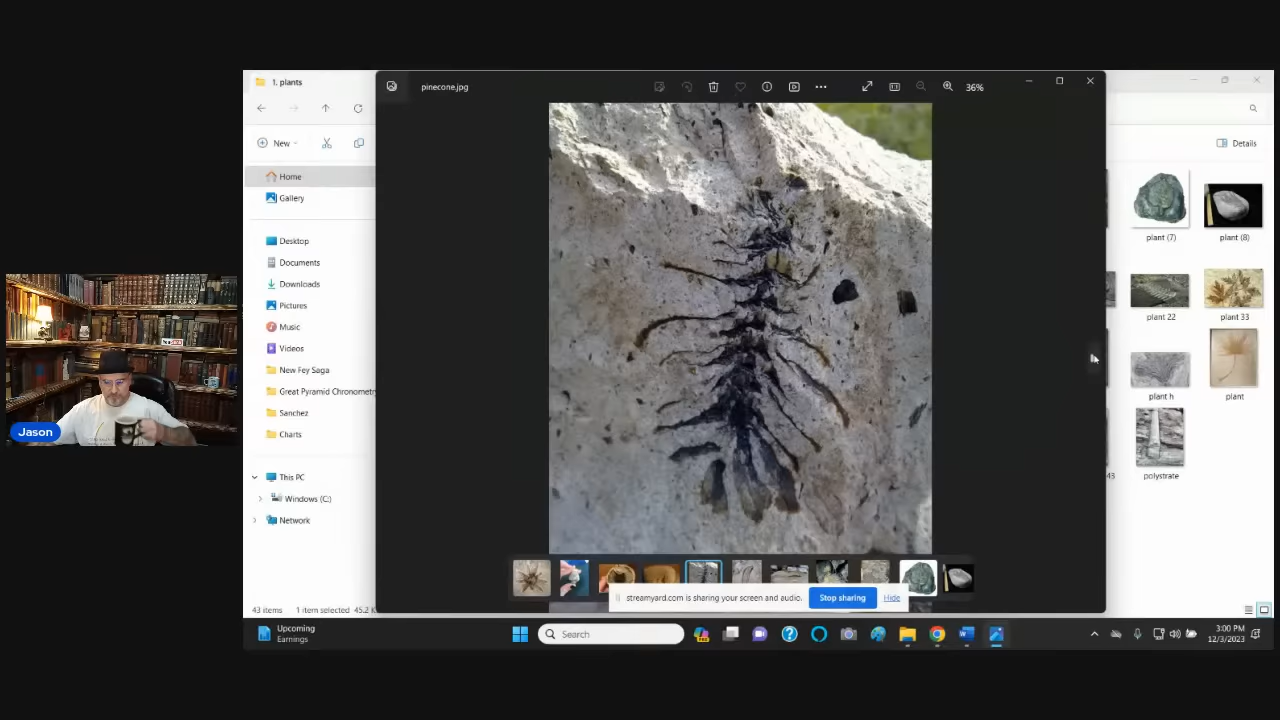 1. plants
pinecone.jpg
36%
New
Details
Home
Gallery
Desktop
Documents
Downloads
Pictures
Music
Videos
New Fey Saga
Great Pyramid Chronometry
Sanchez
Charts
This PC
Windows (C:)
Network
plant (7)
plant (8)
plant 22
plant 33
plant h
plant
43
polystrate
Jason
43 items
1 item selected
45.2 K
streamyard.com is sharing your screen and audio.
Stop sharing
Hide
Upcoming
Earnings
Search
3:00 PM
12/3/2023